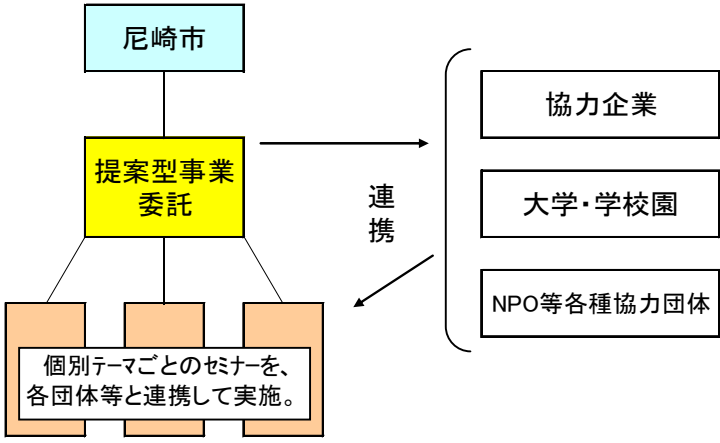 尼崎市
提案型事業
委託
連
携
協力企業
大学・学校園
NPO等各種協力団体
個別テーマごとのセミナーを、
各団体等と連携して実施。